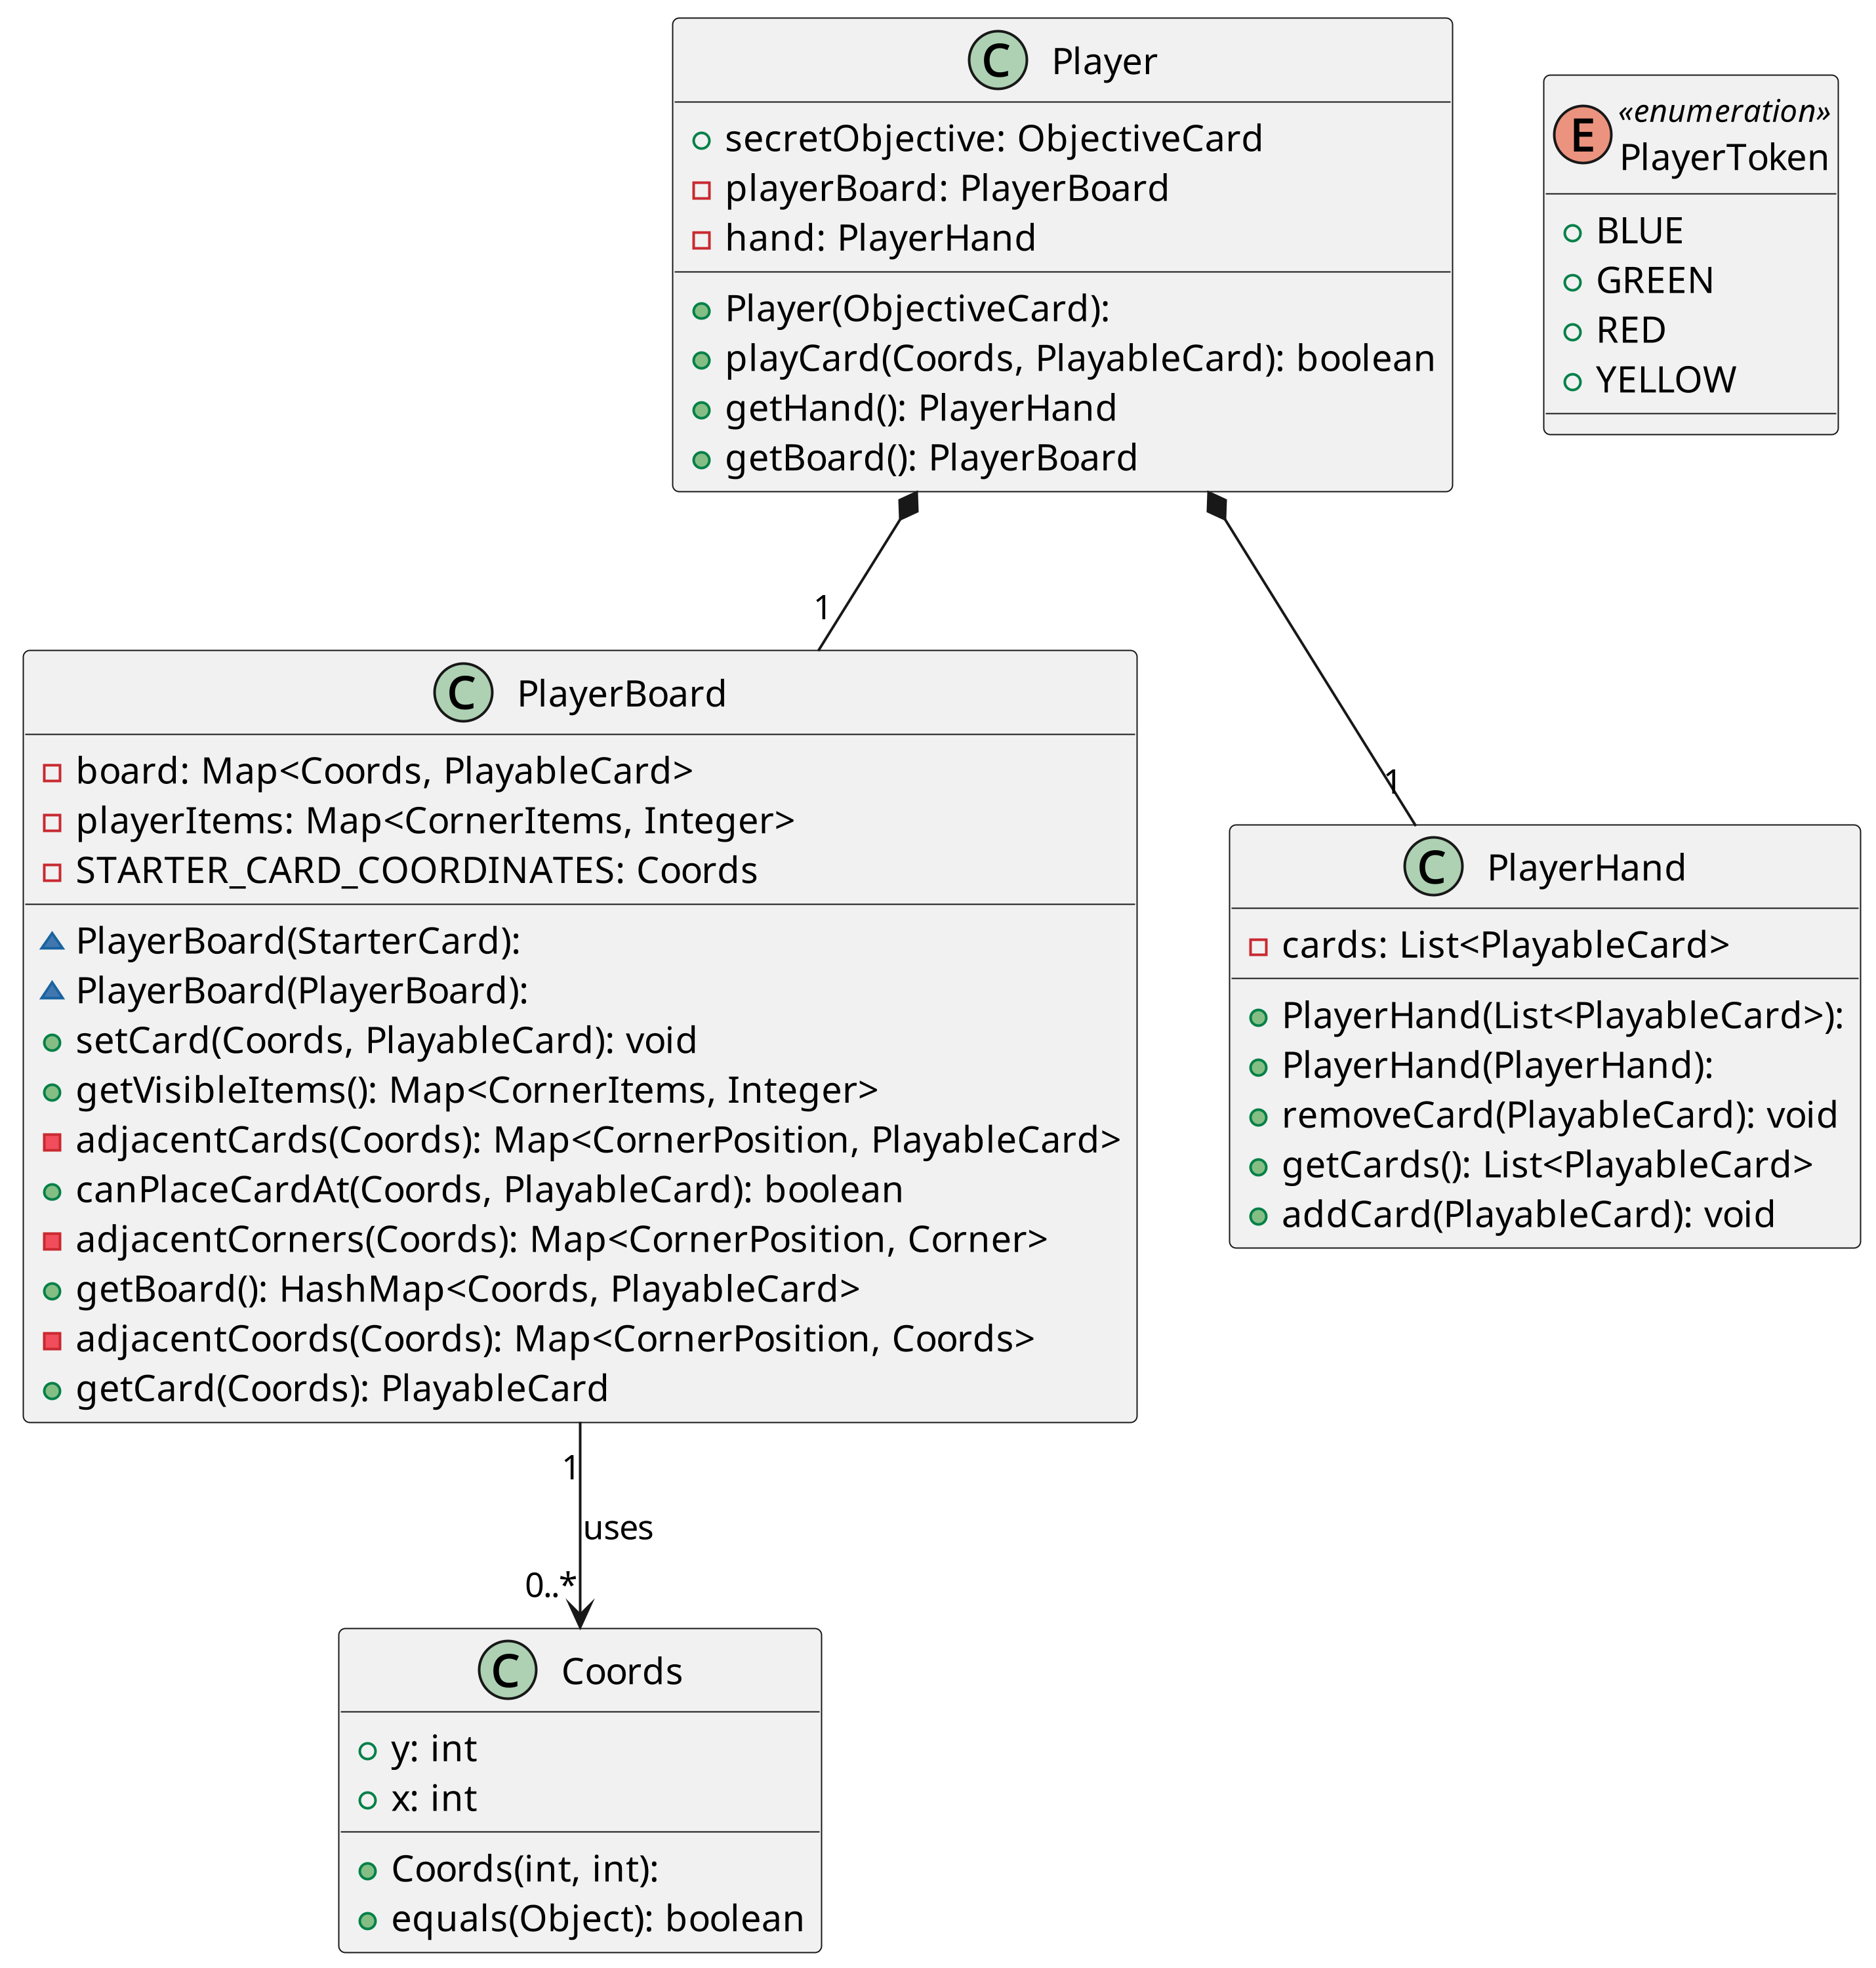 C Player
secretObjective: ObjectiveCard
playerBoard: PlayerBoard
hand: PlayerHand
Player(ObjectiveCard):
playCard(Coords, PlayableCard): boolean
getHand(): PlayerHand
getBoard(): PlayerBoard
E «enumeration»
PlayerToken
BLUE
GREEN
RED
YELLOW
1
1
C PlayerBoard
board: Map<Coords, PlayableCard>
playerItems: Map<CornerItems, Integer>
STARTER_CARD_COORDINATES: Coords
PlayerBoard(StarterCard):
PlayerBoard(PlayerBoard):
setCard(Coords, PlayableCard): void
getVisibleItems(): Map<CornerItems, Integer>
adjacentCards(Coords): Map<CornerPosition, PlayableCard>
canPlaceCardAt(Coords, PlayableCard): boolean
adjacentCorners(Coords): Map<CornerPosition, Corner>
getBoard(): HashMap<Coords, PlayableCard>
adjacentCoords(Coords): Map<CornerPosition, Coords>
getCard(Coords): PlayableCard
C PlayerHand
cards: List<PlayableCard>
PlayerHand(List<PlayableCard>):
PlayerHand(PlayerHand):
removeCard(PlayableCard): void
getCards(): List<PlayableCard>
addCard(PlayableCard): void
1
uses
0..*
C Coords
y: int
x: int
Coords(int, int):
equals(Object): boolean